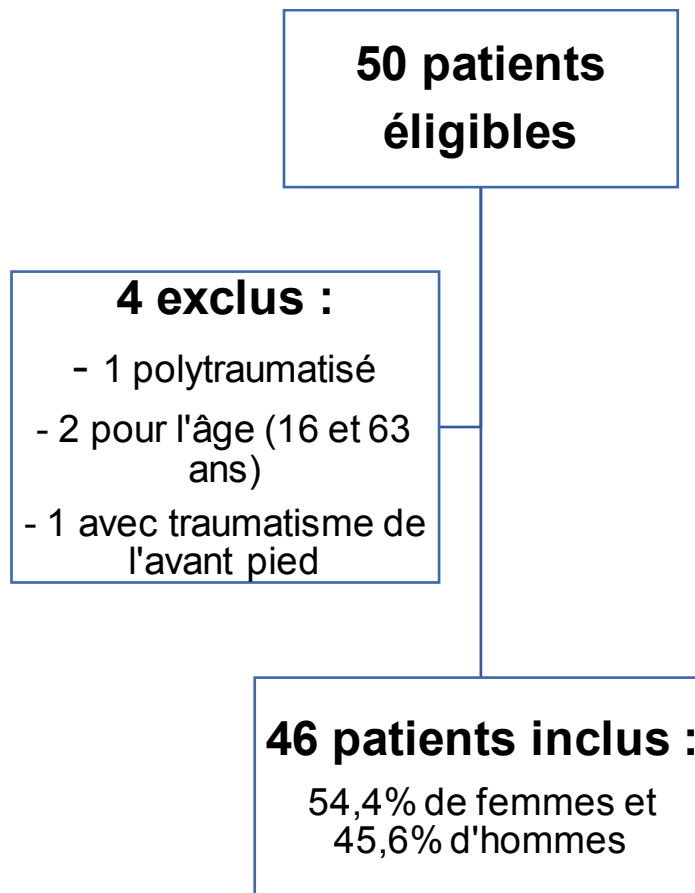 50 patients
éligibles
4 exclus :
- 1 polytraumatisé
- 2 pour l'âge (16 et 63
ans)
- 1 avec traumatisme de
l'avant pied
46 patients inclus :
54,4% de femmes et
45,6% d'hommes